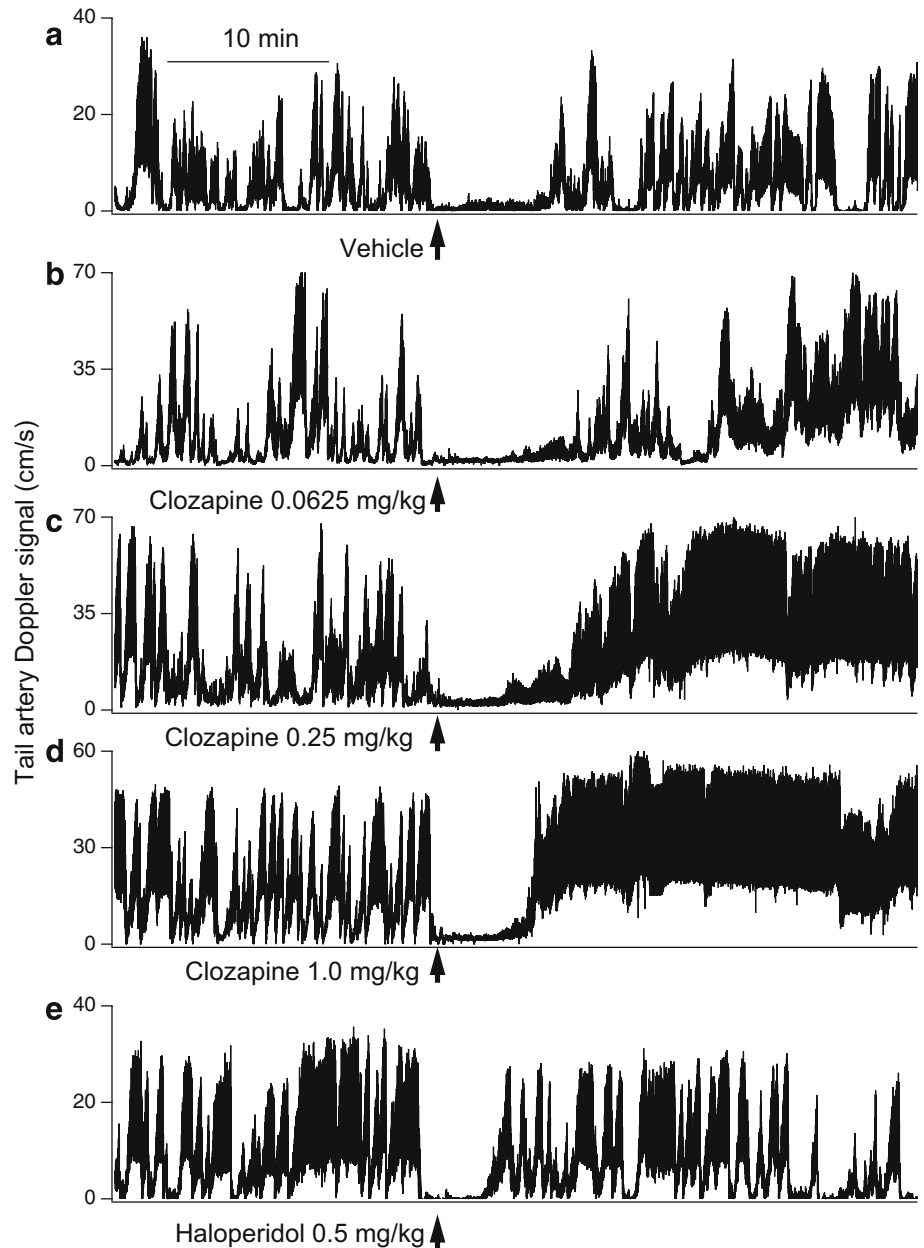 a
40
20
0
10 min
Vehicle
b
70
35
0
Clozapine 0.0625 mg/kg
c
70
35
0
Clozapine 0.25 mg/kg
d
60
30
0
Clozapine 1.0 mg/kg
e
40
20
0
Haloperidol 0.5 mg/kg
Tail artery Doppler signal (cm/s)